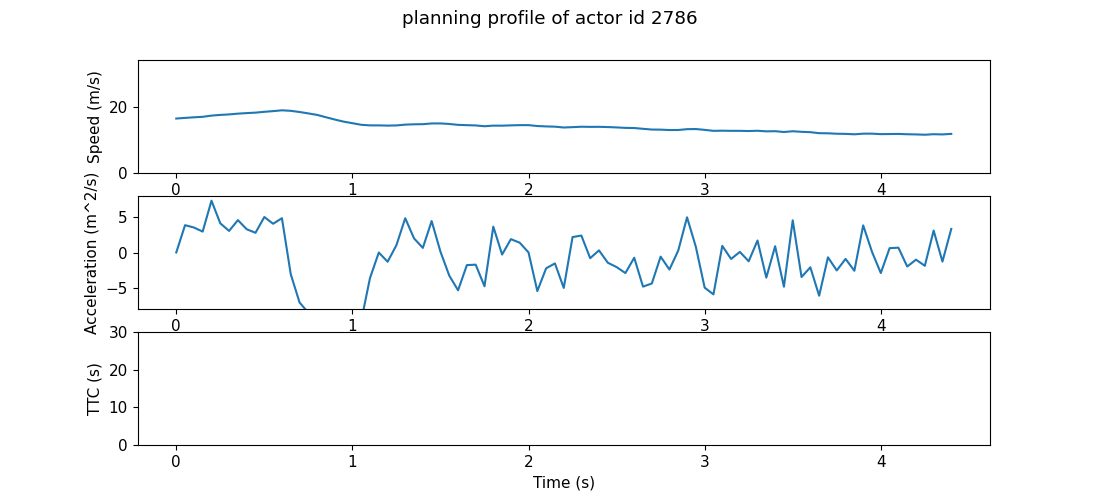 planning profile of actor id 2786
Speed (m/s)
20
0
0 1 2 3 4
Acceleration (m^2/s)
5
0
−5
0 1 2 3 4
TTC (s)
30
20
10
0
0 1 2 3 4
Time (s)